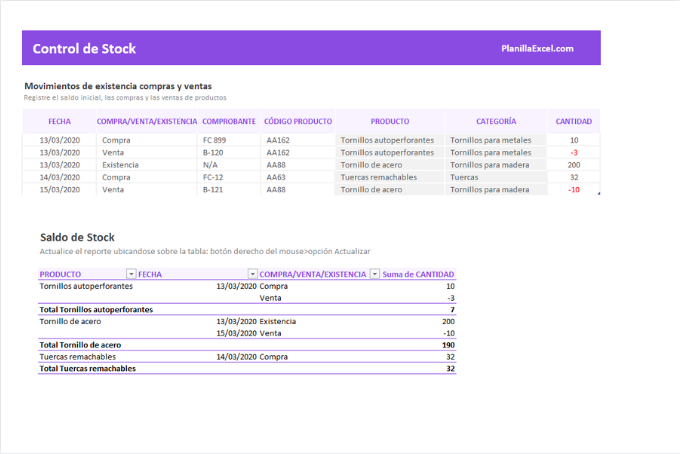 Control de Stock PlanillaExcel.com
Movimientos de existencia compras y ventas
Registre el saldo inicial, las compras y las ventas de productos
FECHA COMPRA/VENTA/EXISTENCIA COMPROBANTE CÓDIGO PRODUCTO PRODUCTO CATEGORÍA CANTIDAD
13/03/2020 Compra FC 899 AA162 Tornillos autoperforantes Tornillos para metales 10
13/03/2020 Venta B-120 AA162 Tornillos autoperforantes Tornillos para metales -3
13/03/2020 Existencia N/A AA88 Tornillo de acero Tornillos para madera 200
14/03/2020 Compra FC-12 AA63 Tuercas remachables Tuercas 32
15/03/2020 Venta B-121 AA88 Tornillo de acero Tornillos para madera -10
Saldo de Stock
Actualice el reporte ubicandose sobre la tabla: botón derecho del mouse>opción Actualizar
PRODUCTO FECHA COMPRA/VENTA/EXISTENCIA Suma de CANTIDAD
Tornillos autoperforantes 13/03/2020 Compra 10
Venta -3
Total Tornillos autoperforantes 7
Tornillo de acero 13/03/2020 Existencia 200
15/03/2020 Venta -10
Total Tornillo de acero 190
Tuercas remachables 14/03/2020 Compra 32
Total Tuercas remachables 32